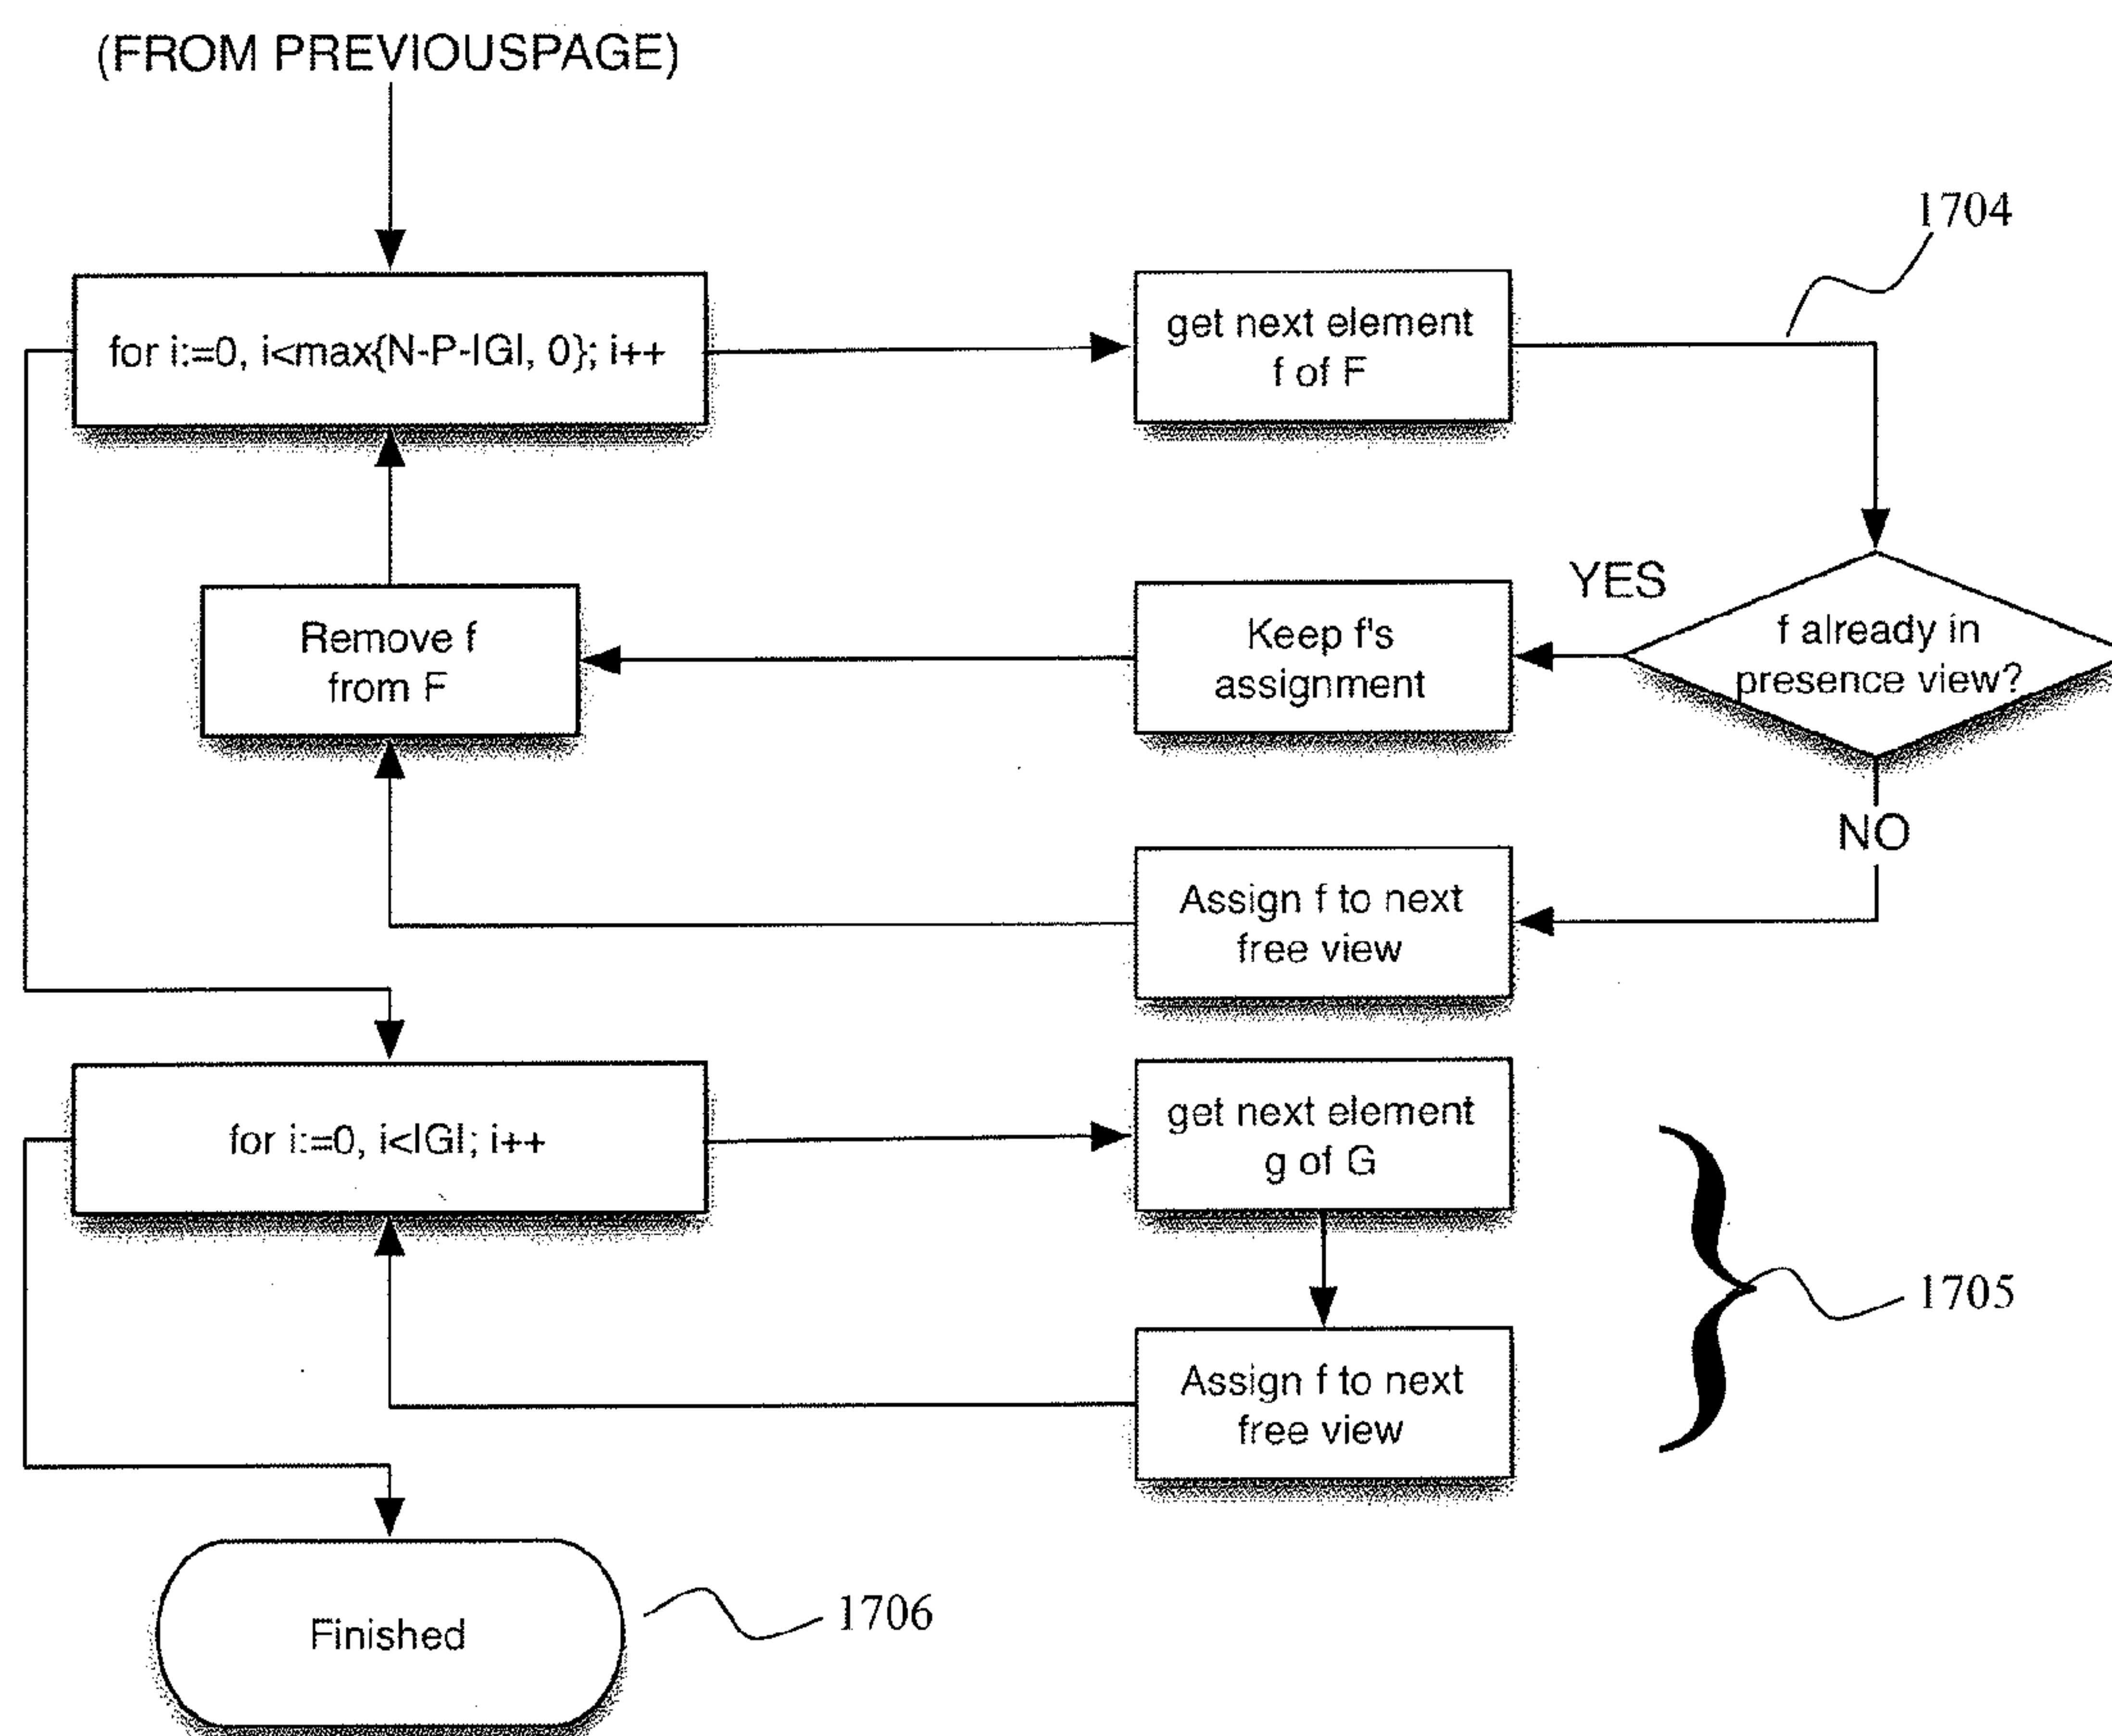 (FROM PREVIOUSPAGE)
1704
for i:=0, i<max{N-P-IGI, 0}; i++
get next element
f of F
YES
f already in
presence view?
Keep f's
assignment
Remove f
from F
NO
Assign f to next
free view
for i:=0, i<IGI; i++
get next element
g of G
1705
Assign f to next
free view
Finished
1706